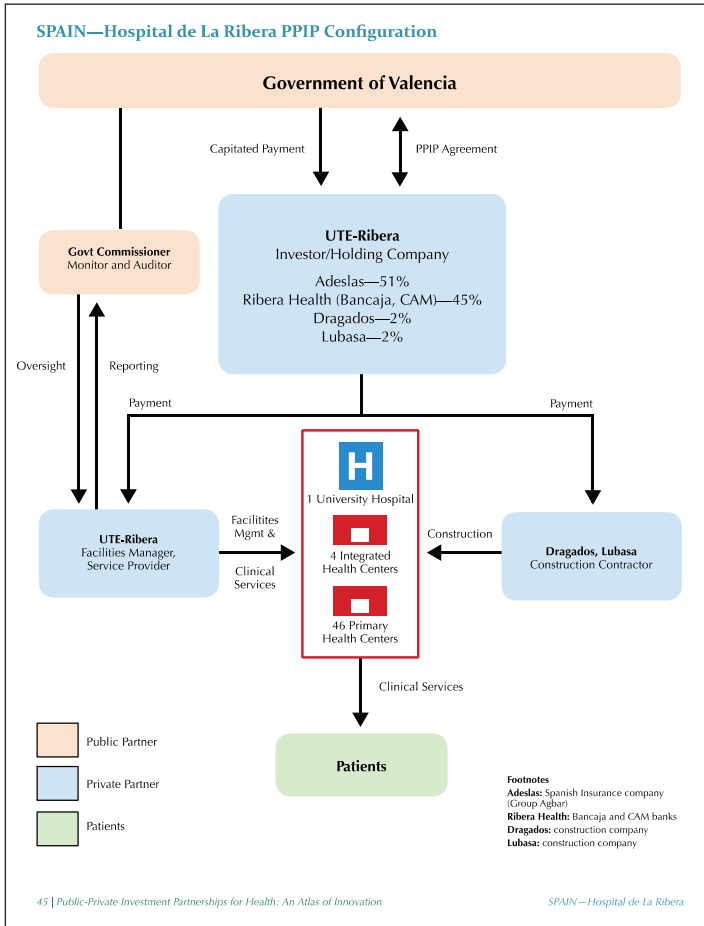 SPAIN—Hospital de La Ribera PPIP Configuration
Government of Valencia
Capitated Payment
PPIP Agreement
Govt Commissioner
Monitor and Auditor
UTE-Ribera
Investor/Holding Company
Adeslas—51%
Ribera Health (Bancaja, CAM)—45%
Dragados—2%
Lubasa—2%
Oversight
Reporting
Payment
Payment
H
1 University Hospital
4 Integrated
Health Centers
46 Primary
Health Centers
UTE-Ribera
Facilities Manager,
Service Provider
Facilitites
Mgmt &
Clinical
Services
Construction
Dragados, Lubasa
Construction Contractor
Clinical Services
Patients
Public Partner
Private Partner
Patients
Footnotes
Adeslas: Spanish Insurance company
(Group Agbar)
Ribera Health: Bancaja and CAM banks
Dragados: construction company
Lubasa: construction company
45 | Public-Private Investment Partnerships for Health: An Atlas of Innovation
SPAIN—Hospital de La Ribera